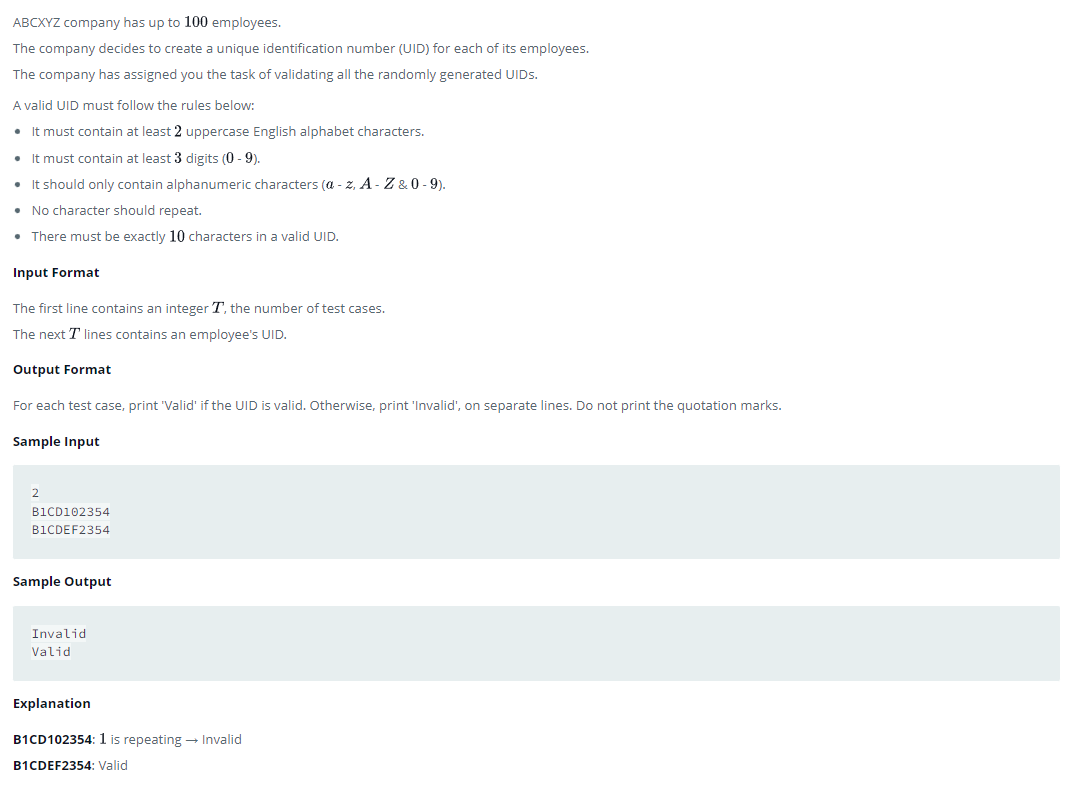 ABCXYZ company has up to 100 employees.
The company decides to create a unique identification number (UID) for each of its employees.
The company has assigned you the task of validating all the randomly generated UIDs.
A valid UID must follow the rules below:
• It must contain at least 2 uppercase English alphabet characters.
• It must contain at least 3 digits (0 - 9).
• It should only contain alphanumeric characters (a - z, A - Z & 0 - 9).
• No character should repeat.
• There must be exactly 10 characters in a valid UID.
Input Format
The first line contains an integer T, the number of test cases.
The next T lines contains an employee's UID.
Output Format
For each test case, print 'Valid' if the UID is valid. Otherwise, print 'Invalid', on separate lines. Do not print the quotation marks.
Sample Input
2
B1CD102354
B1CDEF2354
Sample Output
Invalid
Valid
Explanation
B1CD102354: 1 is repeating → Invalid
B1CDEF2354: Valid